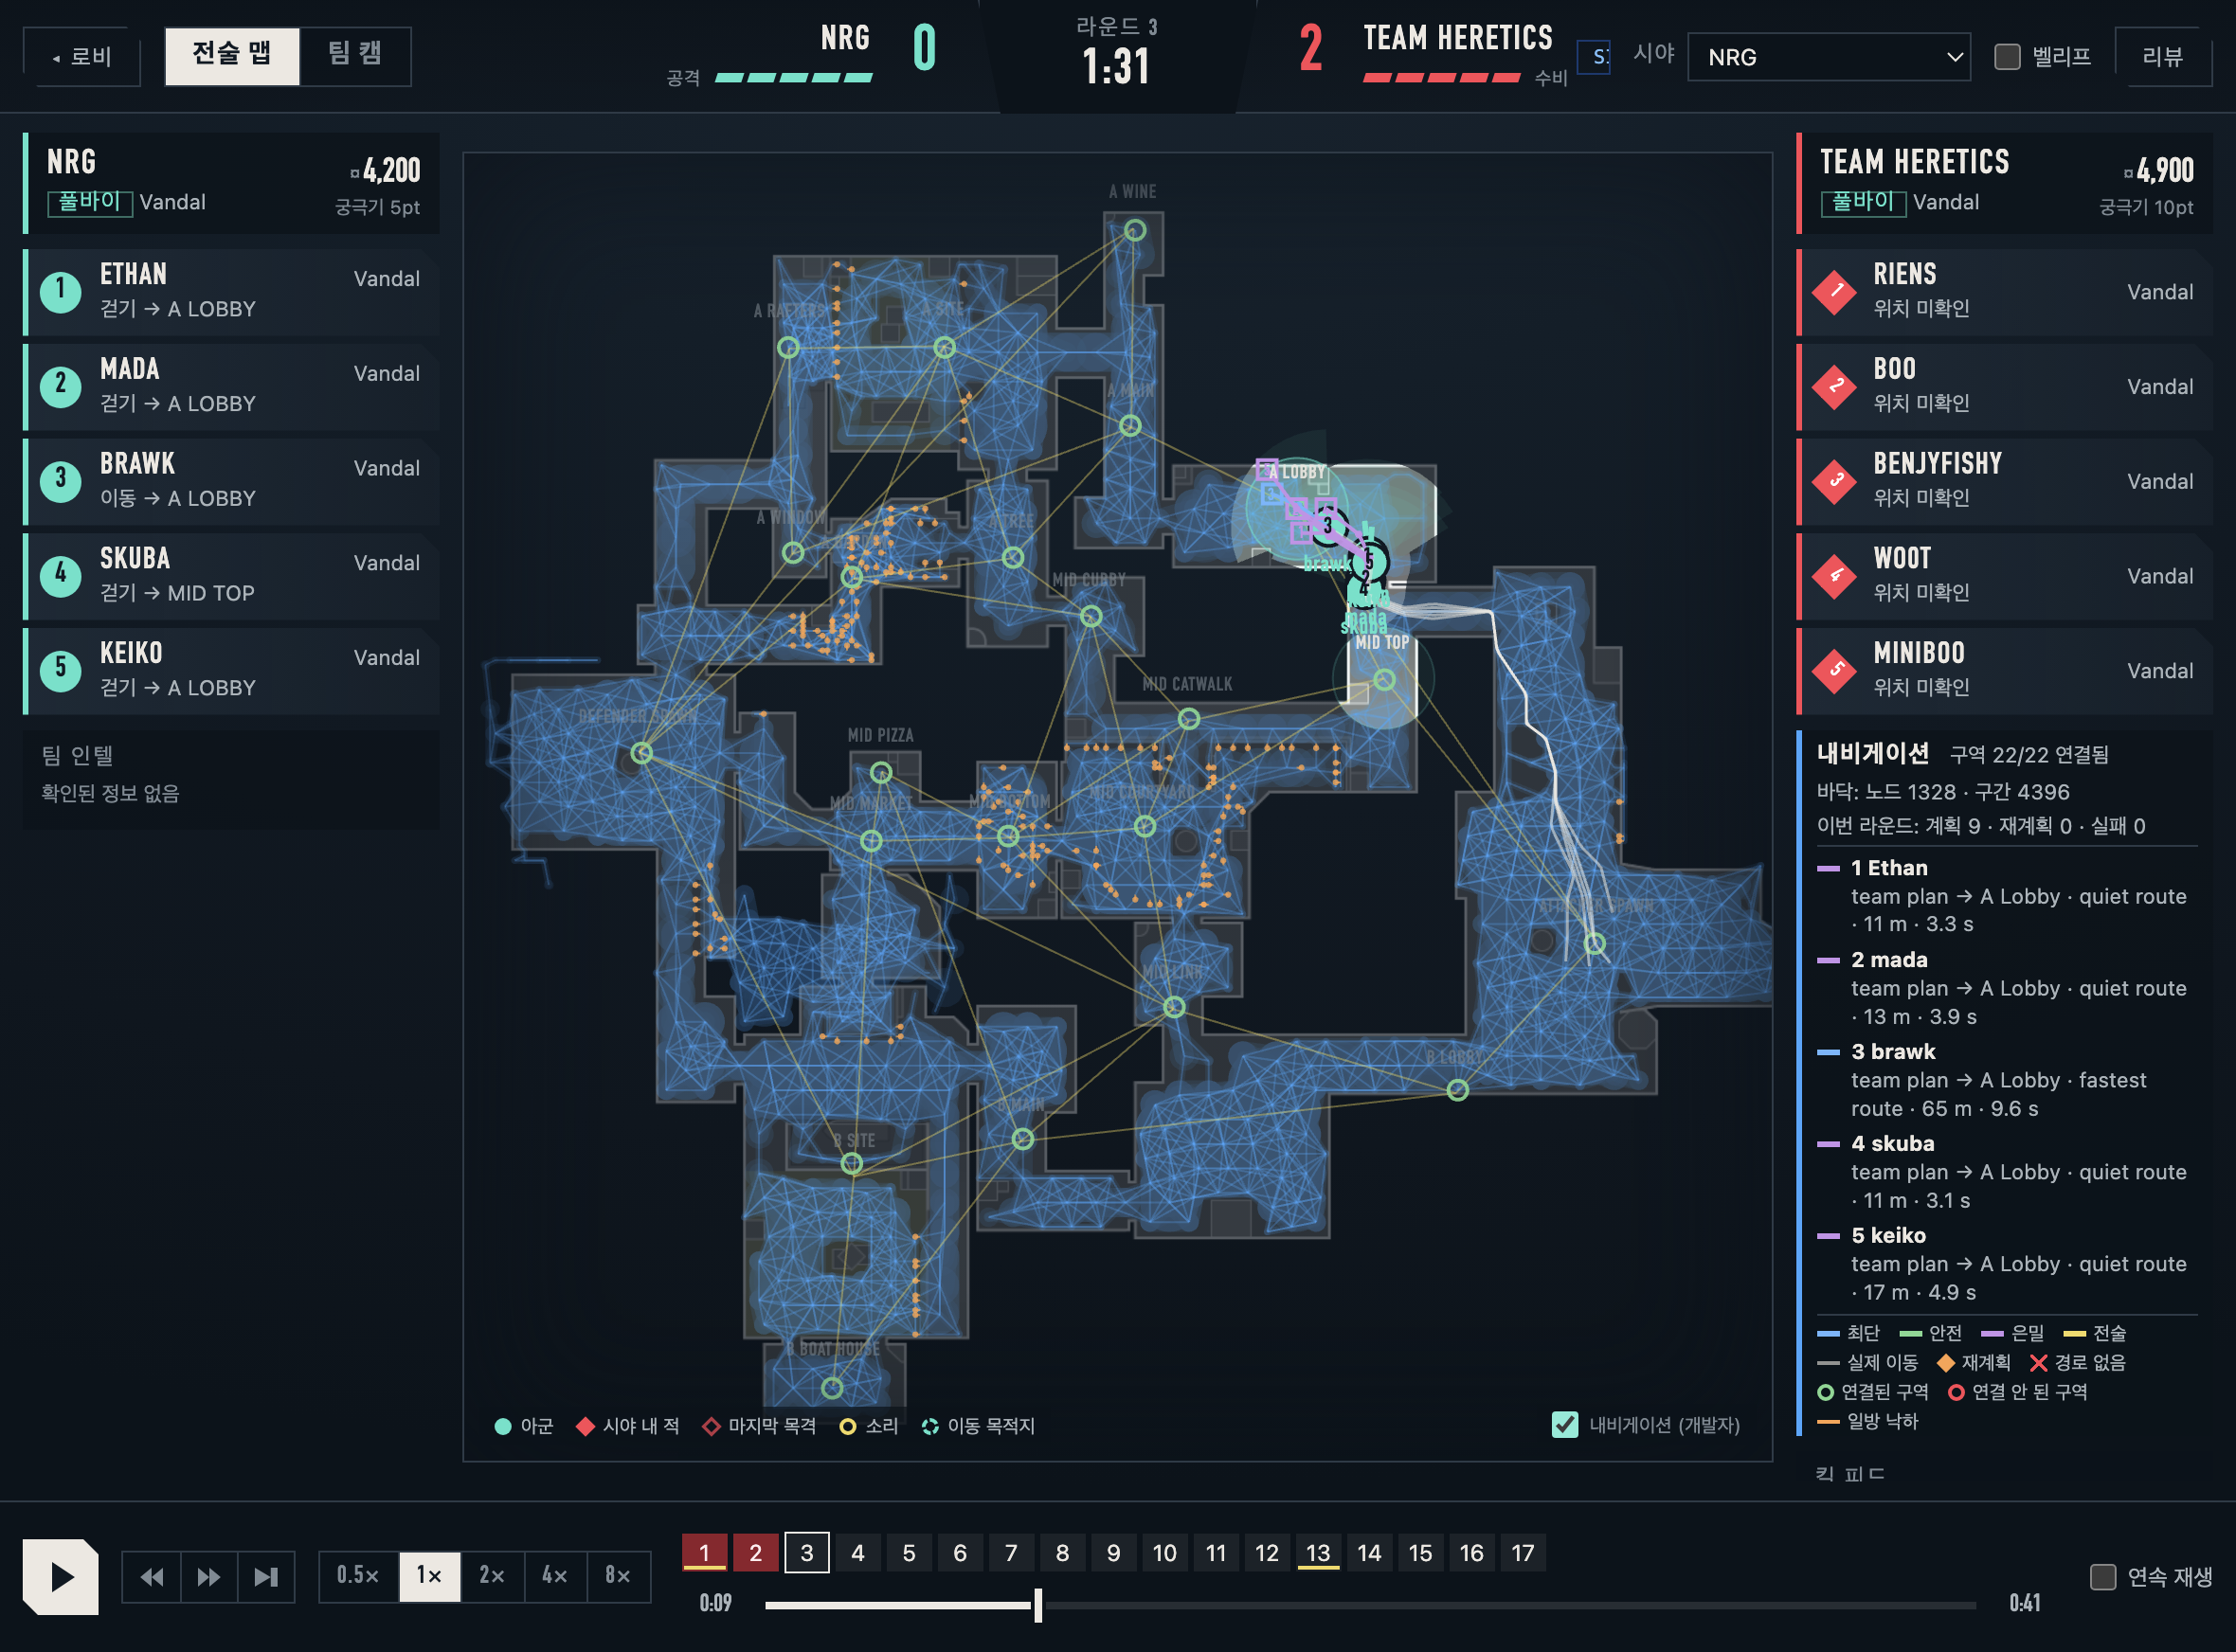 로비
전술 맵
팀 캠
NRG 0
공격
라운드 3
1:31
2 TEAM HERETICS
수비
시야
NRG
벨리프
리뷰
NRG
¤4,200
풀바이 Vandal
궁극기 5pt
1 ETHAN Vandal
걷기 → A LOBBY
2 MADA Vandal
걷기 → A LOBBY
3 BRAWK Vandal
이동 → A LOBBY
4 SKUBA Vandal
걷기 → MID TOP
5 KEIKO Vandal
걷기 → A LOBBY
팀 인텔
확인된 정보 없음
A WINE
A RAFTERS
A SITE
A MAIN
A LOBBY
A WINDOW
A TREE
MID CUBBY
brawk
mada
skuba
MID TOP
MID CATWALK
DEFENDER SPAWN
MID PIZZA
MID MARKET
MID BOTTOM
MID COURTYARD
ATTACKER SPAWN
MID LINK
B LOBBY
B MAIN
B SITE
B BOAT HOUSE
아군
시야 내 적
마지막 목격
소리
이동 목적지
내비게이션 (개발자)
TEAM HERETICS
¤4,900
풀바이 Vandal
궁극기 10pt
1 RIENS Vandal
위치 미확인
2 BOO Vandal
위치 미확인
3 BENJYFISHY Vandal
위치 미확인
4 WOOT Vandal
위치 미확인
5 MINIBOO Vandal
위치 미확인
내비게이션 구역 22/22 연결됨
바닥: 노드 1328 · 구간 4396
이번 라운드: 계획 9 · 재계획 0 · 실패 0
1 Ethan
team plan → A Lobby · quiet route
· 11 m · 3.3 s
2 mada
team plan → A Lobby · quiet route
· 13 m · 3.9 s
3 brawk
team plan → A Lobby · fastest
route · 65 m · 9.6 s
4 skuba
team plan → A Lobby · quiet route
· 11 m · 3.1 s
5 keiko
team plan → A Lobby · quiet route
· 17 m · 4.9 s
최단 안전 은밀 전술
실제 이동 재계획 경로 없음
연결된 구역 연결 안 된 구역
일방 낙하
킥 피드
0.5× 1× 2× 4× 8×
1 2 3 4 5 6 7 8 9 10 11 12 13 14 15 16 17
0:09
0:41
연속 재생